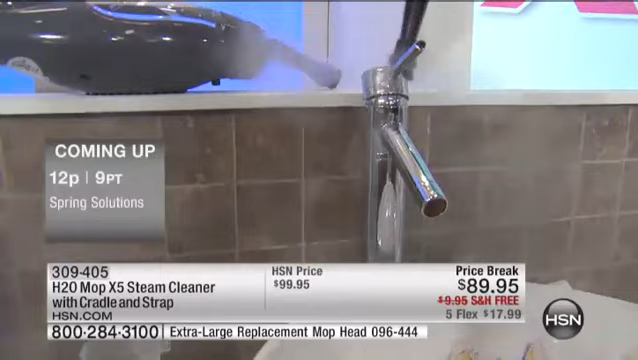 COMING UP
12p | 9PT
Spring Solutions
309-405
H20 Mop X5 Steam Cleaner
with Cradle and Strap
HSN.COM
HSN Price
$99.95
Price Break
$89.95
$9.95 S&H FREE
5 Flex $17.99
800-284-3100 | Extra-Large Replacement Mop Head 096-444
HSN